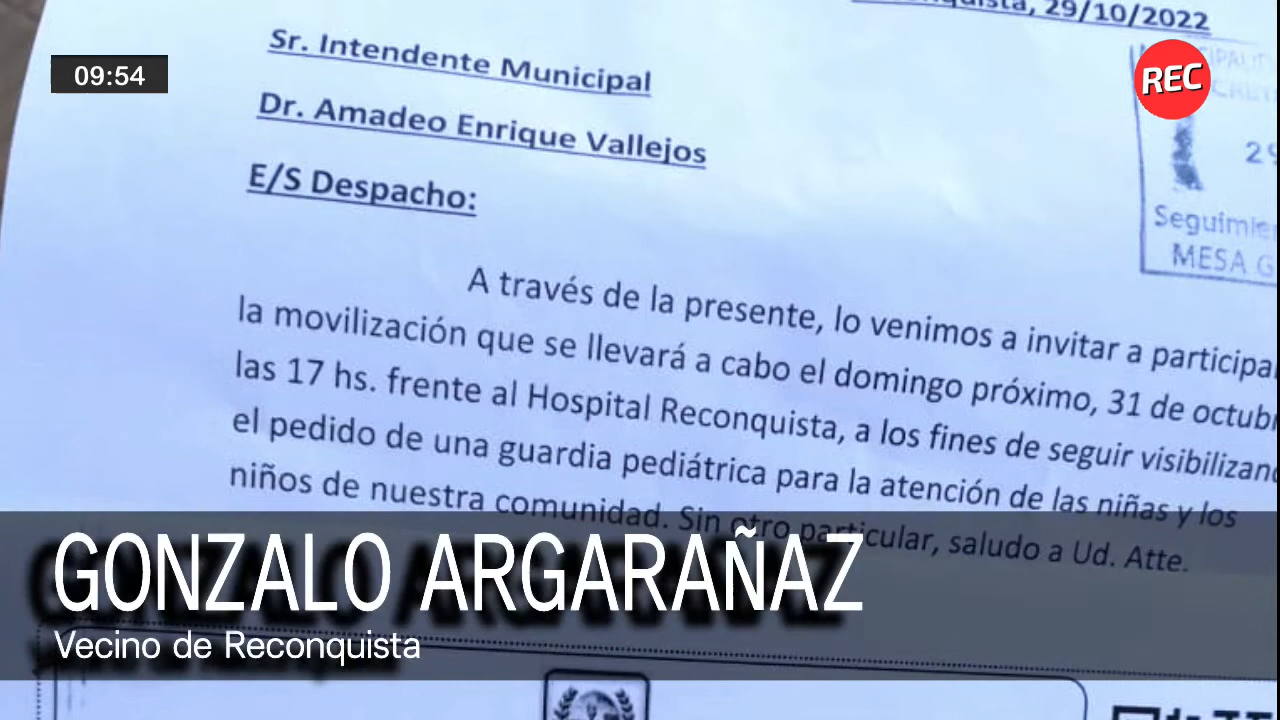 29/10/2022
Sr. Intendente Municipal
09:54
REC
Dr. Amadeo Enrique Vallejos
E/S Despacho:
29
Seguimie
MESA G
A través de la presente, lo venimos a invitar a participa
la movilización que se llevará a cabo el domingo próximo, 31 de octub
las 17 hs. frente al Hospital Reconquista, a los fines de seguir visibilizan
el pedido de una guardia pediátrica para la atención de las niñas y los
niños de nuestra comunidad. Sin otro particular, saludo a Ud. Atte.
GONZALO ARGARAÑAZ
Vecino de Reconquista